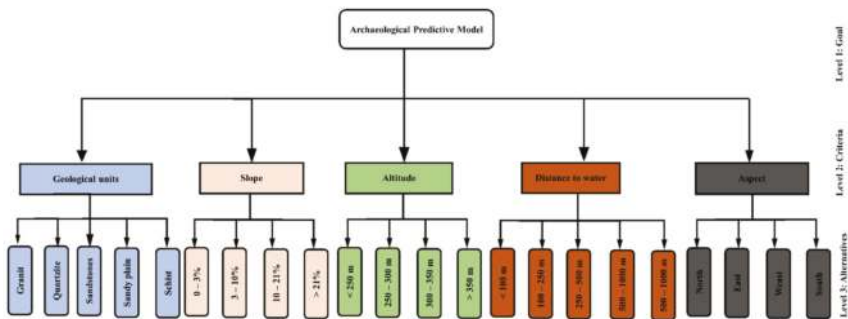 Archaeological Predictive Model
Level 1: Goal
Geological units
Slope
Altitude
Distance to water
Aspect
Level 2: Criteria
Granit
Quartzite
Sandstones
Sandy plain
Schist
0 – 3%
3 – 10%
10 – 21%
> 21%
< 250 m
250 – 300 m
300 – 350 m
> 350 m
< 100 m
100 – 250 m
250 – 500 m
500 – 1000 m
500 – 1000 m
North
East
West
South
Level 3: Alternatives